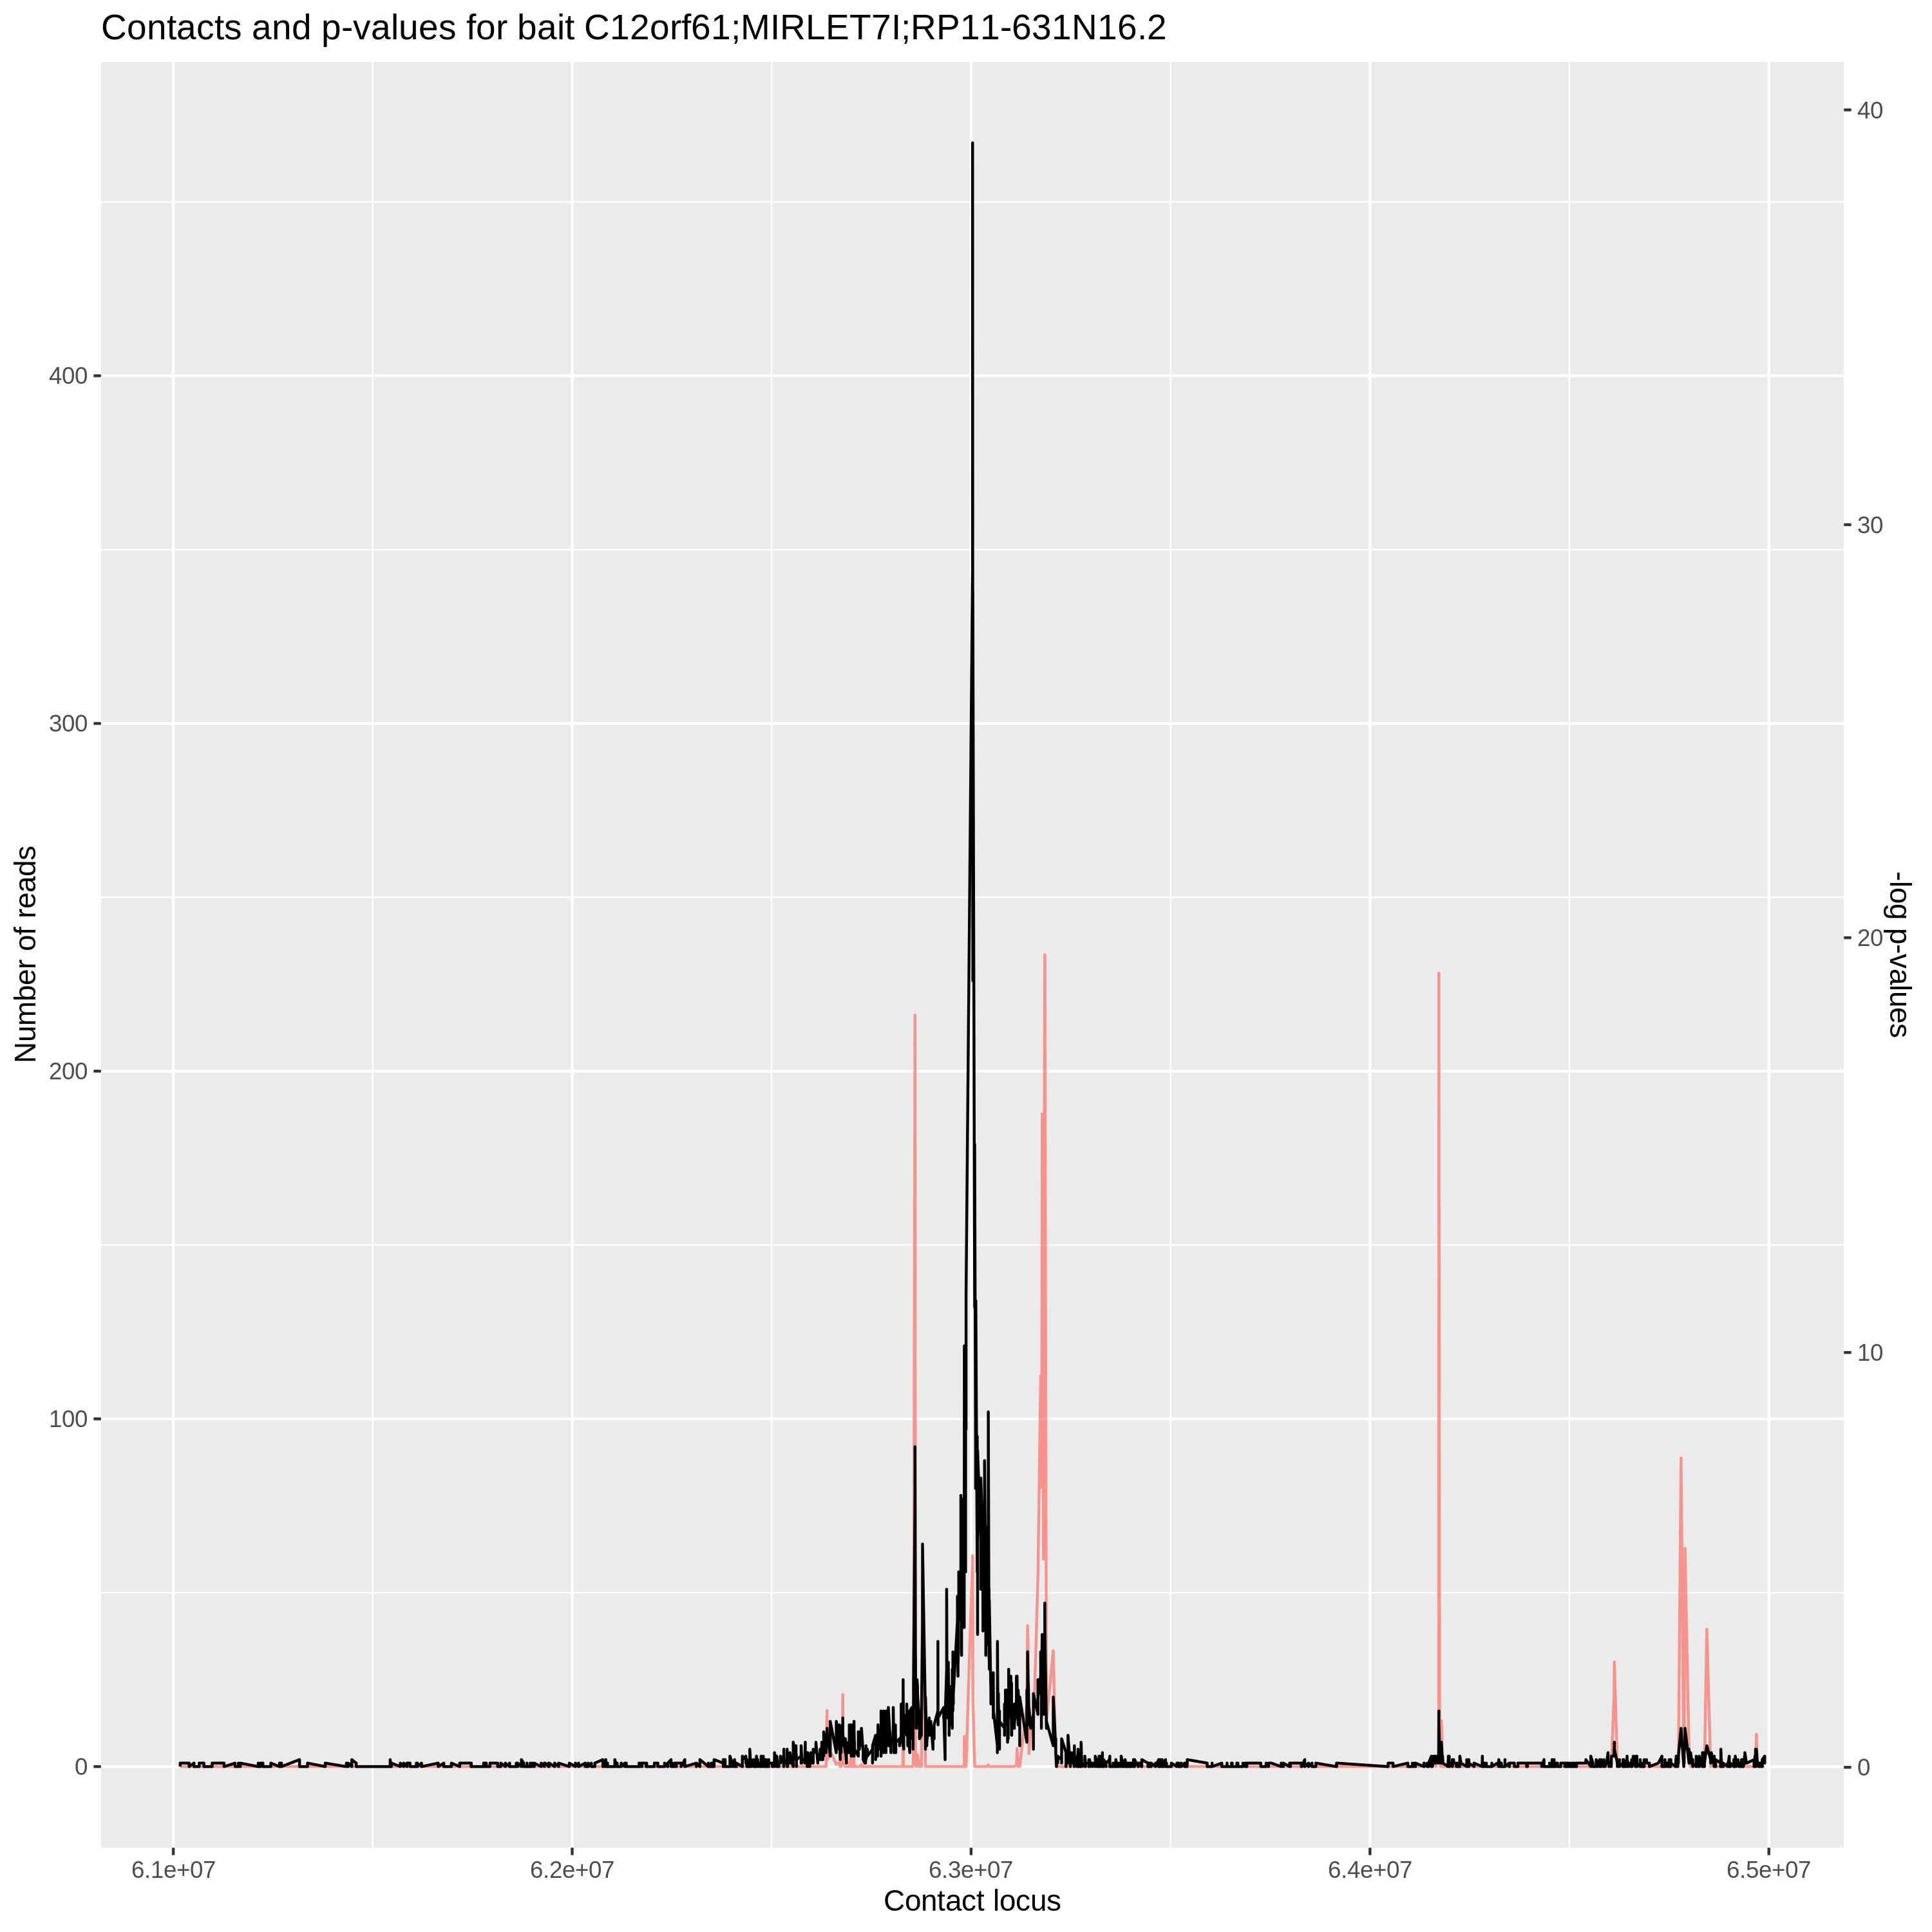 Contacts and p-values for bait C12orf61;MIRLET7I;RP11-631N16.2
40
400
30
300
Number of reads
-log p-values
20
200
10
100
0
0
6.1e+07 6.2e+07 6.3e+07 6.4e+07 6.5e+07
Contact locus